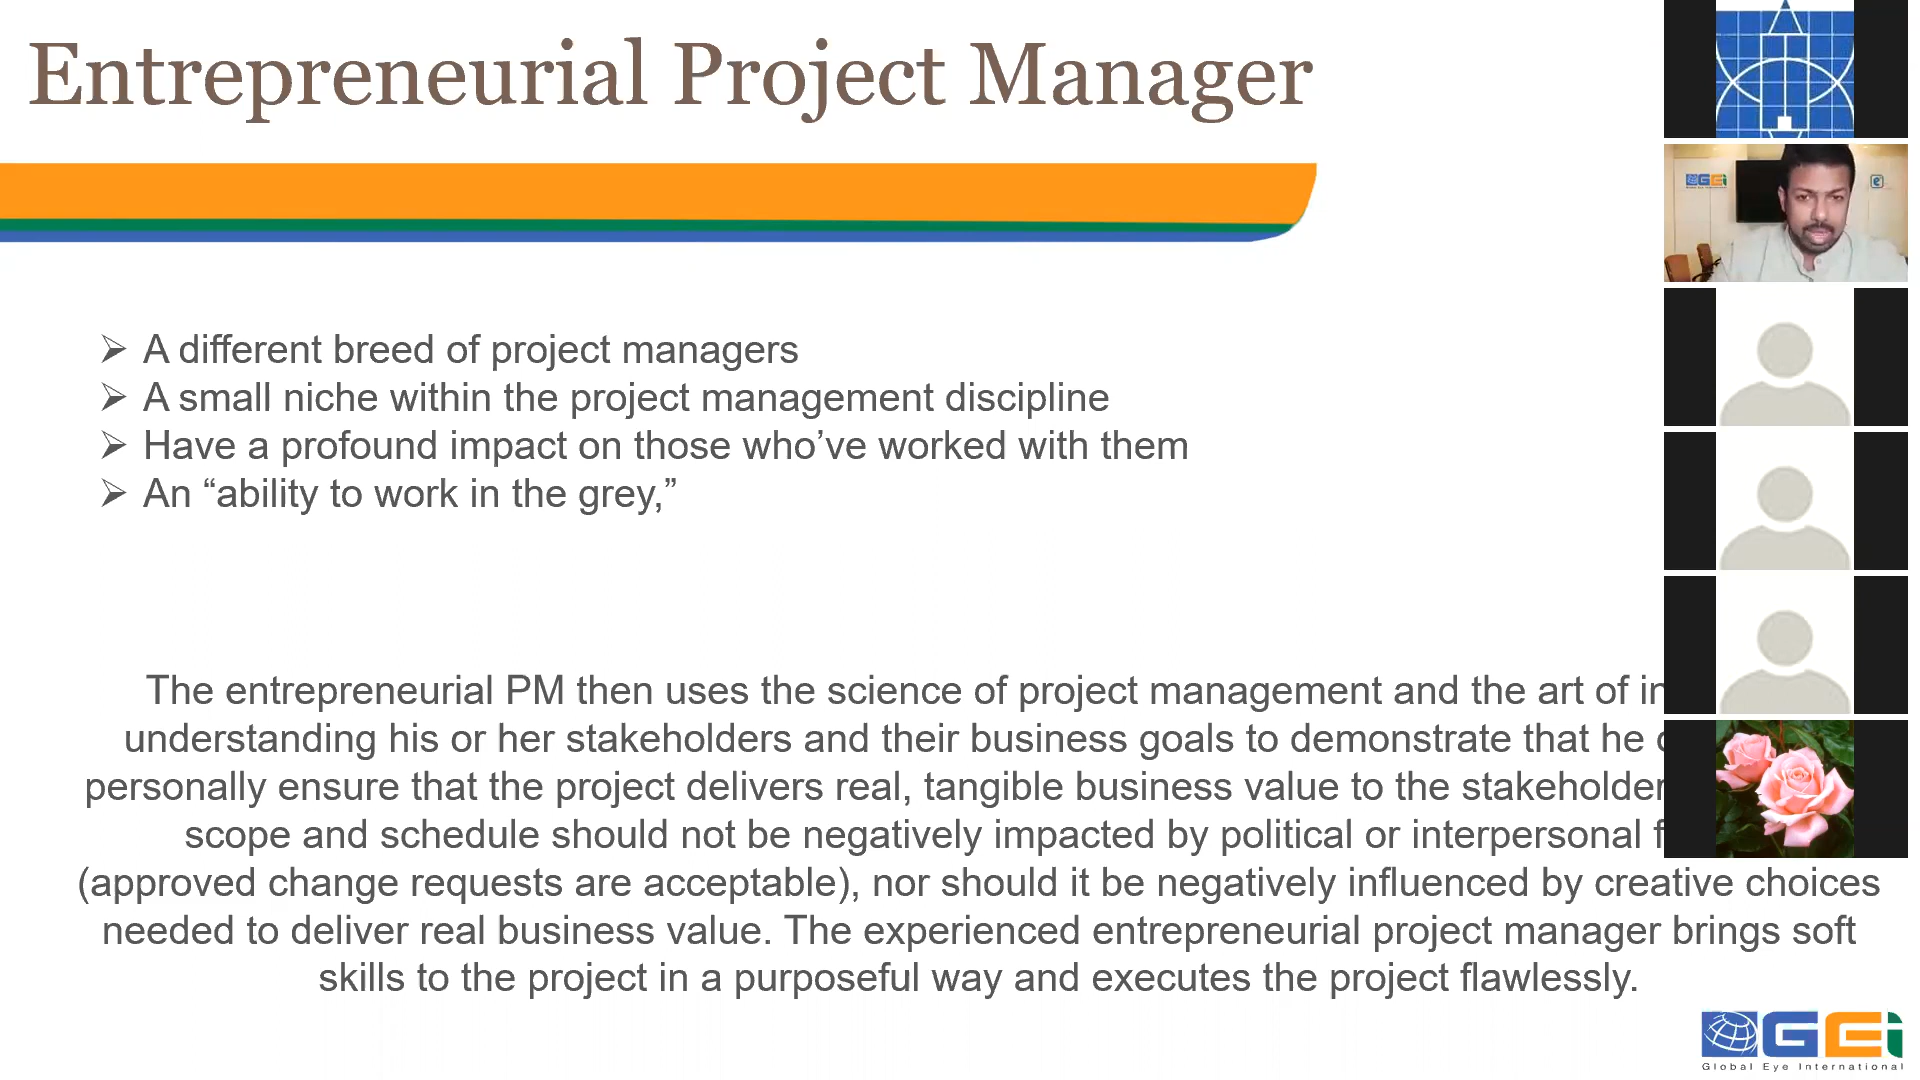 Entrepreneurial Project Manager
GEi
➢ A different breed of project managers
➢ A small niche within the project management discipline
➢ Have a profound impact on those who’ve worked with them
➢ An “ability to work in the grey,”
The entrepreneurial PM then uses the science of project management and the art of
understanding his or her stakeholders and their business goals to demonstrate that he
personally ensure that the project delivers real, tangible business value to the
scope and schedule should not be negatively impacted by political or interpersonal
(approved change requests are acceptable), nor should it be negatively influenced by creative choices
needed to deliver real business value. The experienced entrepreneurial project manager brings soft
skills to the project in a purposeful way and executes the project flawlessly.
GEi
Global Eye International